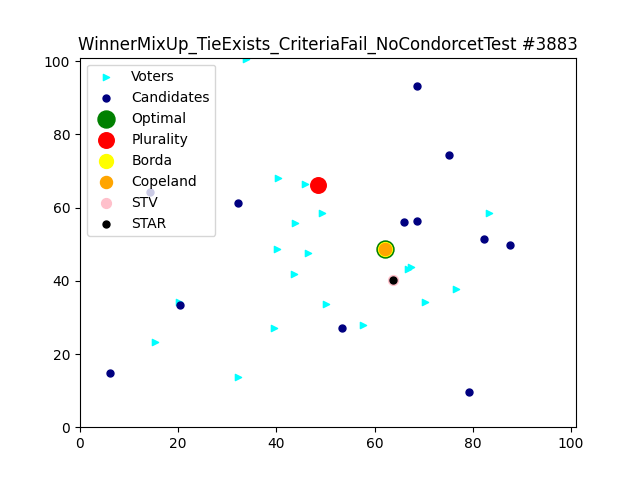 WinnerMixUp_TieExists_CriteriaFail_NoCondorcetTest #3883
100
80
60
40
20
0
Voters
Candidates
Optimal
Plurality
Borda
Copeland
STV
STAR
0 20 40 60 80 100